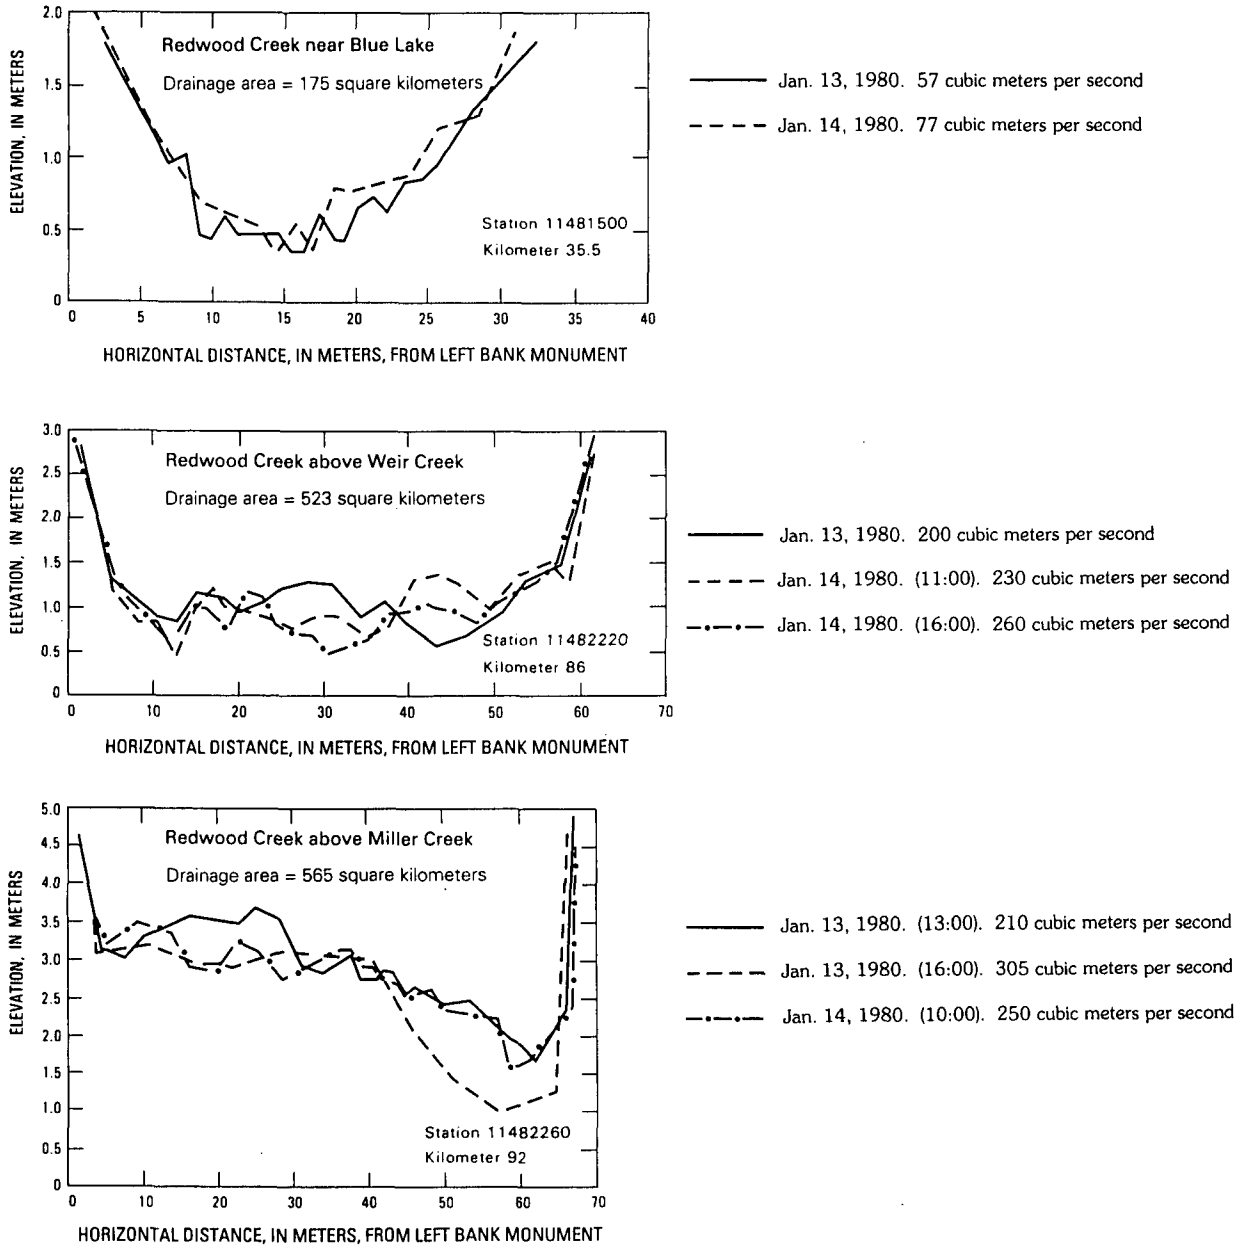 2.0
Redwood Creek near Blue Lake
Drainage area = 175 square kilometers
1.5
1.0
0.5
0
ELEVATION, IN METERS
Station 11481500
Kilometer 35.5
0 5 10 15 20 25 30 35 40
HORIZONTAL DISTANCE, IN METERS, FROM LEFT BANK MONUMENT
Jan. 13, 1980. 57 cubic meters per second
Jan. 14, 1980. 77 cubic meters per second
3.0
Redwood Creek above Weir Creek
2.5
Drainage area = 523 square kilometers
2.0
1.5
1.0
0.5
0
ELEVATION, IN METERS
Station 11482220
Kilometer 86
0 10 20 30 40 50 60 70
HORIZONTAL DISTANCE, IN METERS, FROM LEFT BANK MONUMENT
Jan. 13, 1980. 200 cubic meters per second
Jan. 14, 1980. (11:00). 230 cubic meters per second
Jan. 14, 1980. (16:00). 260 cubic meters per second
5.0
Redwood Creek above Miller Creek
4.5
Drainage area = 565 square kilometers
4.0
3.5
3.0
2.5
2.0
1.5
1.0
0.5
0
ELEVATION, IN METERS
Station 11482260
Kilometer 92
0 10 20 30 40 50 60 70
HORIZONTAL DISTANCE, IN METERS, FROM LEFT BANK MONUMENT
Jan. 13, 1980. (13:00). 210 cubic meters per second
Jan. 13, 1980. (16:00). 305 cubic meters per second
Jan. 14, 1980. (10:00). 250 cubic meters per second